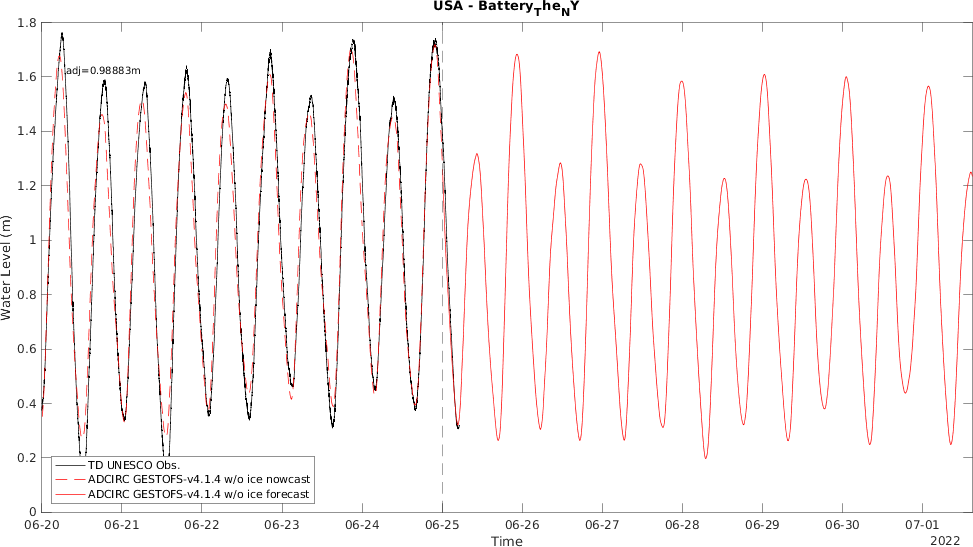 USA - Battery_The_NY
1.8
1.6
1.4
1.2
1
0.8
0.6
0.4
0.2
0
Water Level (m)
adj=0.98883m
TD UNESCO Obs.
ADCIRC GESTOFS-v4.1.4 w/o ice nowcast
ADCIRC GESTOFS-v4.1.4 w/o ice forecast
06-20 06-21 06-22 06-23 06-24 06-25 06-26 06-27 06-28 06-29 06-30 07-01
Time
2022